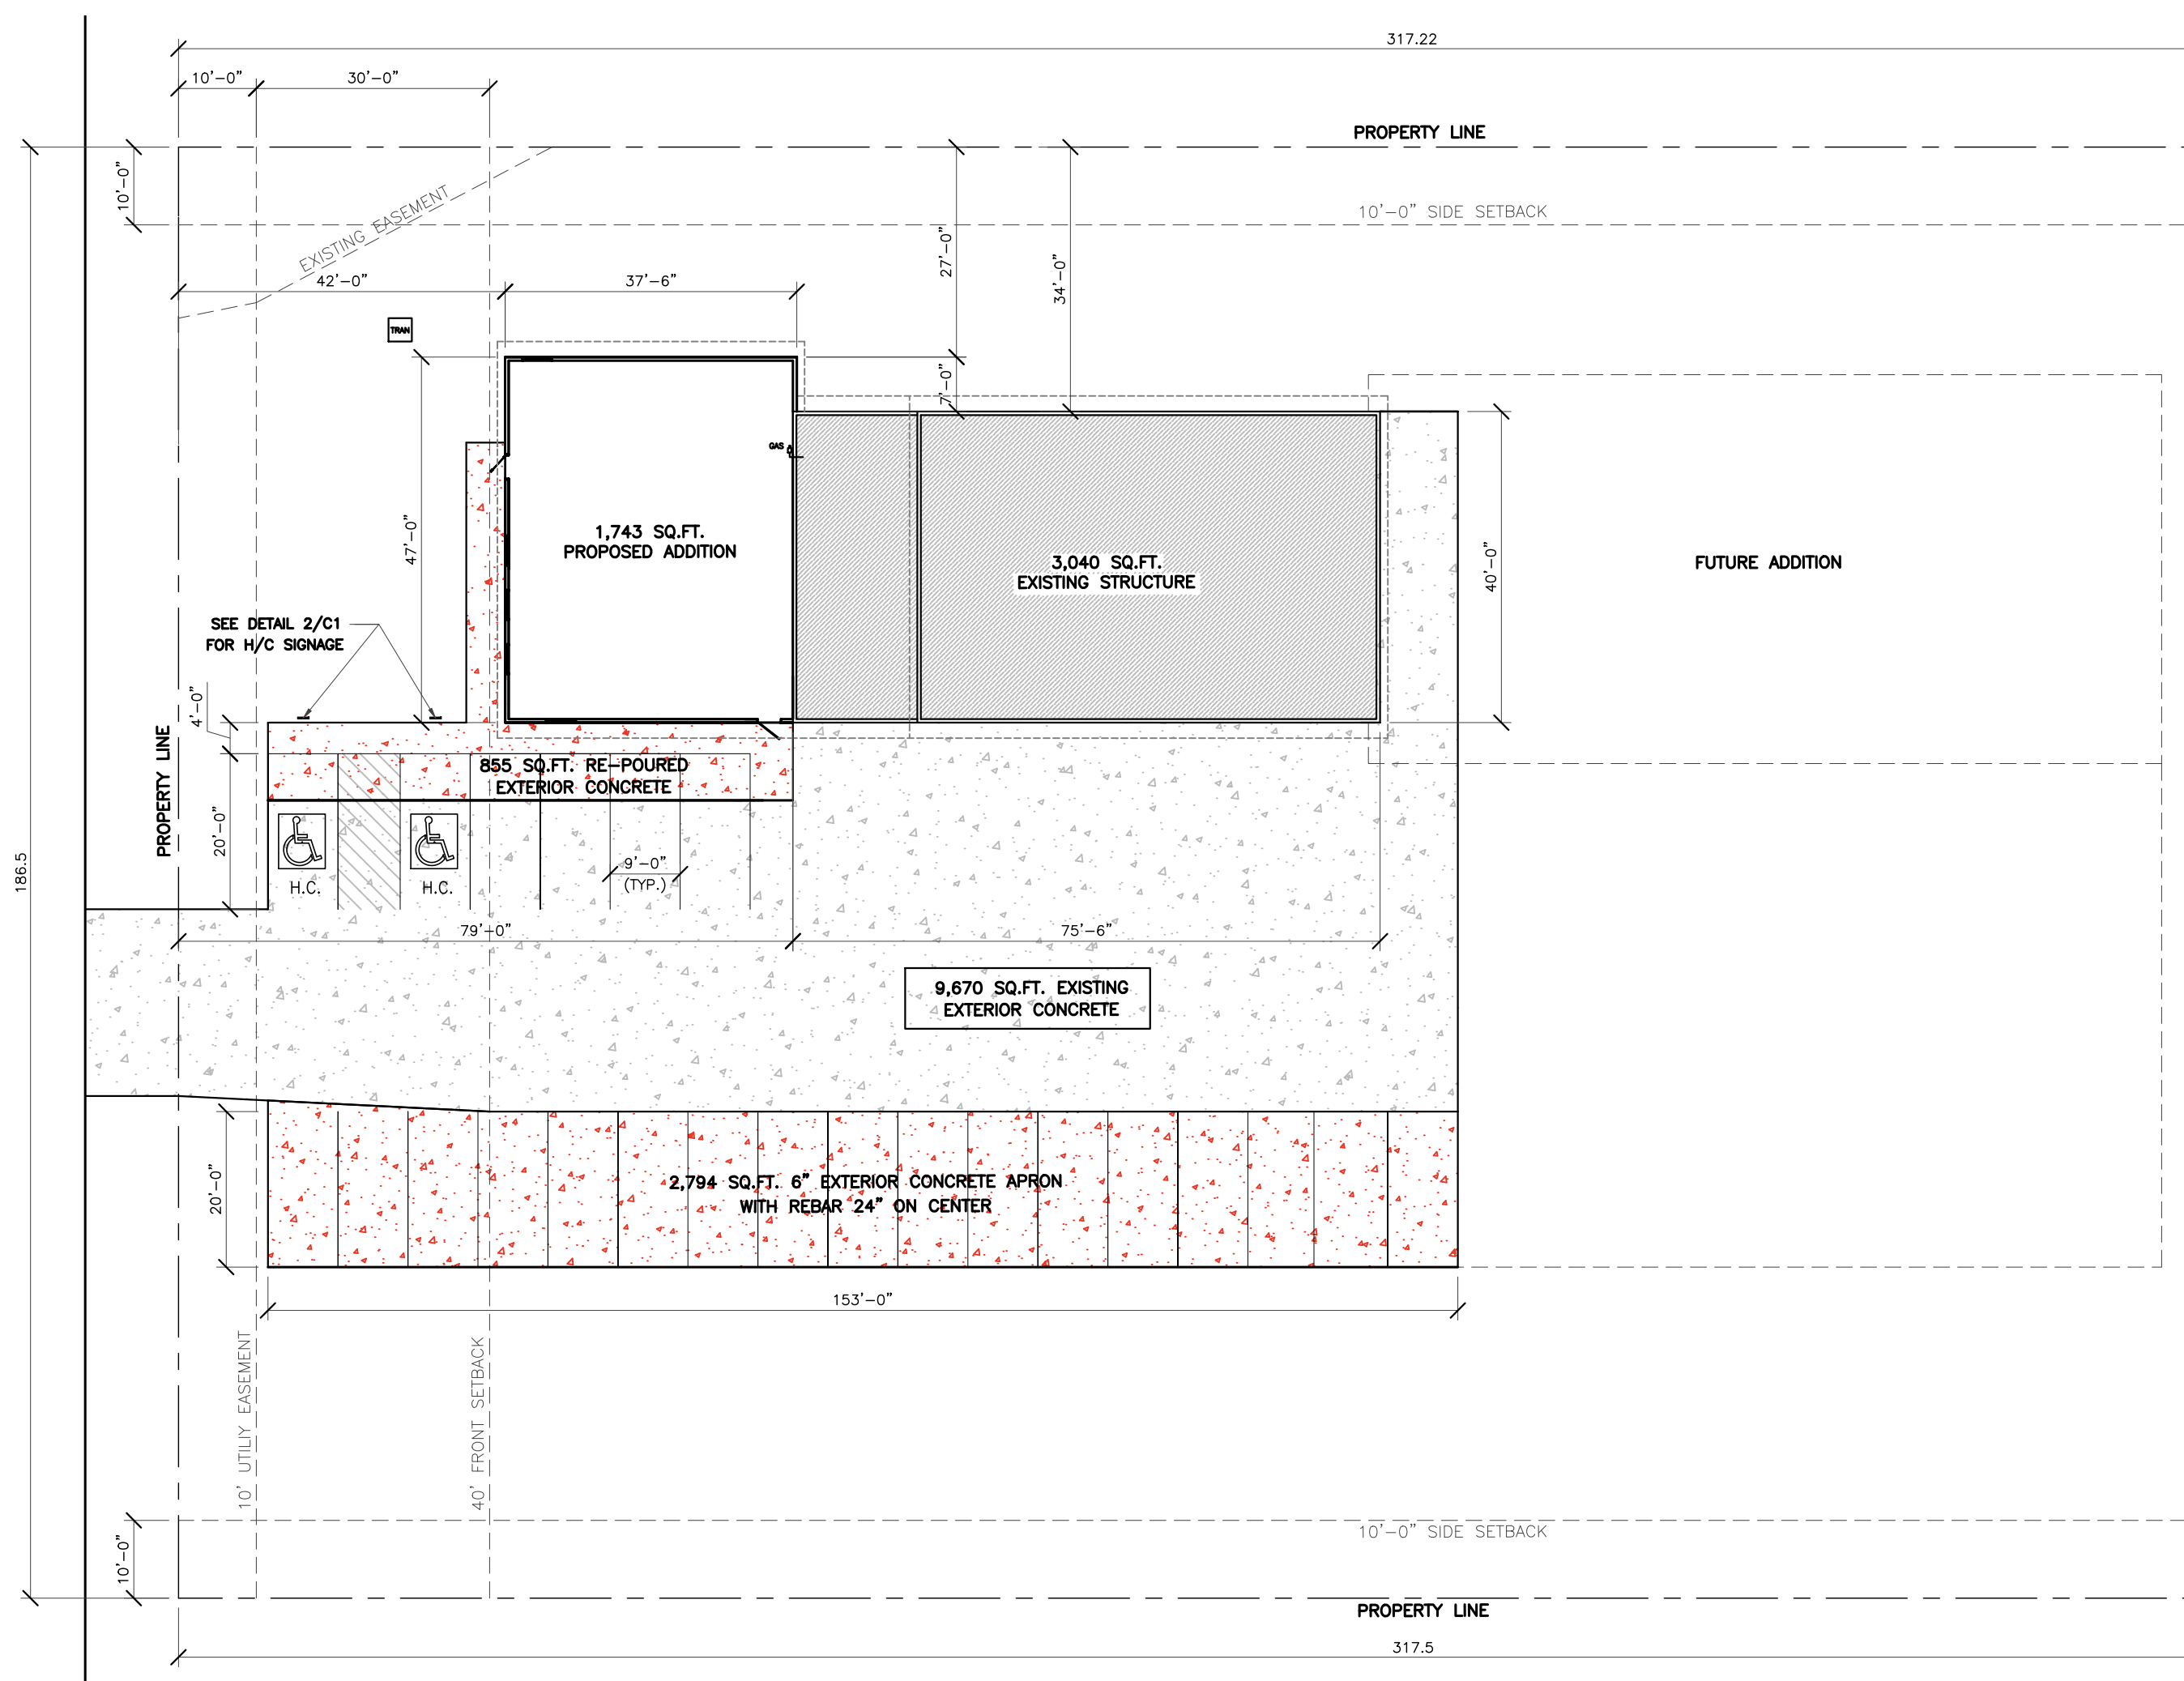 317.22
10'-0" 30'-0"
PROPERTY LINE
10'-0"
10'-0" SIDE SETBACK
EXISTING EASEMENT
27'-0"
34'-0"
42'-0" 37'-6"
TRAN
7'-0"
GAS
47'-0"
1,743 SQ.FT.
PROPOSED ADDITION
3,040 SQ.FT.
EXISTING STRUCTURE
40'-0"
FUTURE ADDITION
SEE DETAIL 2/C1
FOR H/C SIGNAGE
4'-0"
PROPERTY LINE
855 SQ.FT. RE-POURED
EXTERIOR CONCRETE
20'-0"
186.5
H.C.
H.C.
9'-0"
(TYP.)
79'-0" 75'-6"
9,670 SQ.FT. EXISTING
EXTERIOR CONCRETE
20'-0"
2,794 SQ.FT. 6" EXTERIOR CONCRETE APRON
WITH REBAR 24" ON CENTER
153'-0"
10' UTILIY EASEMENT
40' FRONT SETBACK
10'-0" SIDE SETBACK
10'-0"
PROPERTY LINE
317.5